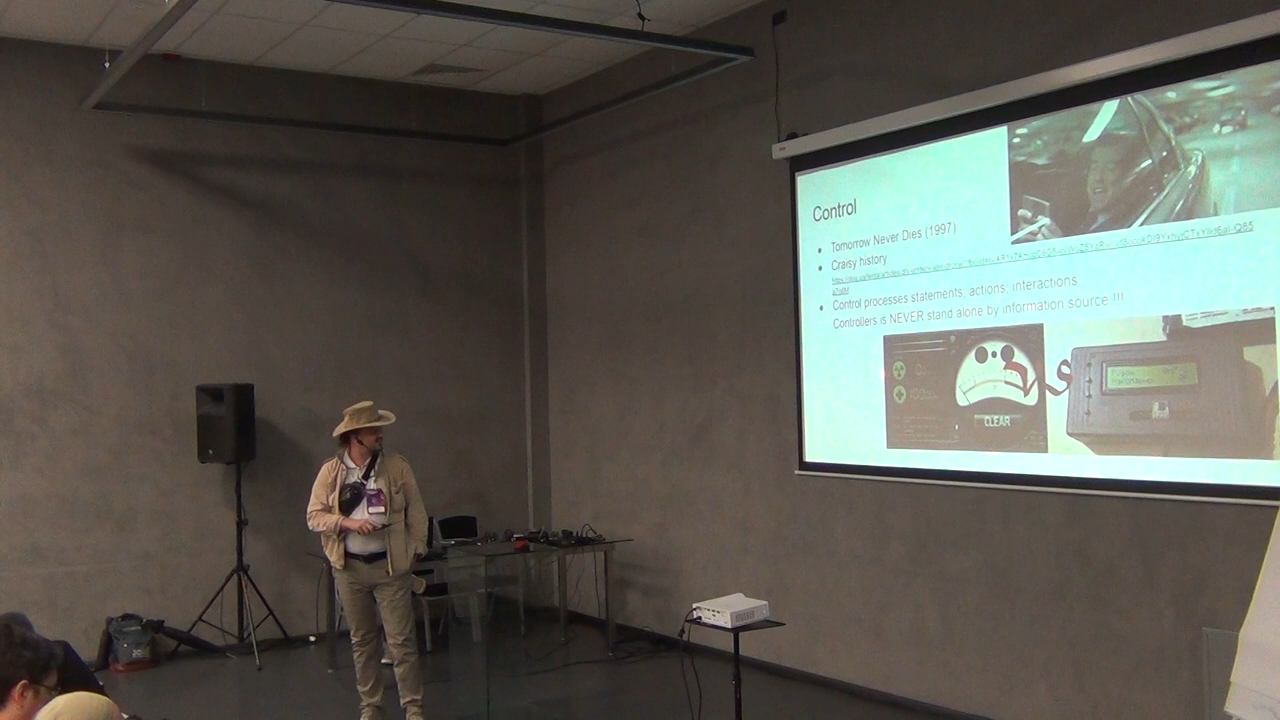 Control
Tomorrow Never Dies (1997)
Craisy history
Control processes statements, actions, interactions
Controllers is NEVER stand alone by information source !!!
CLEAR